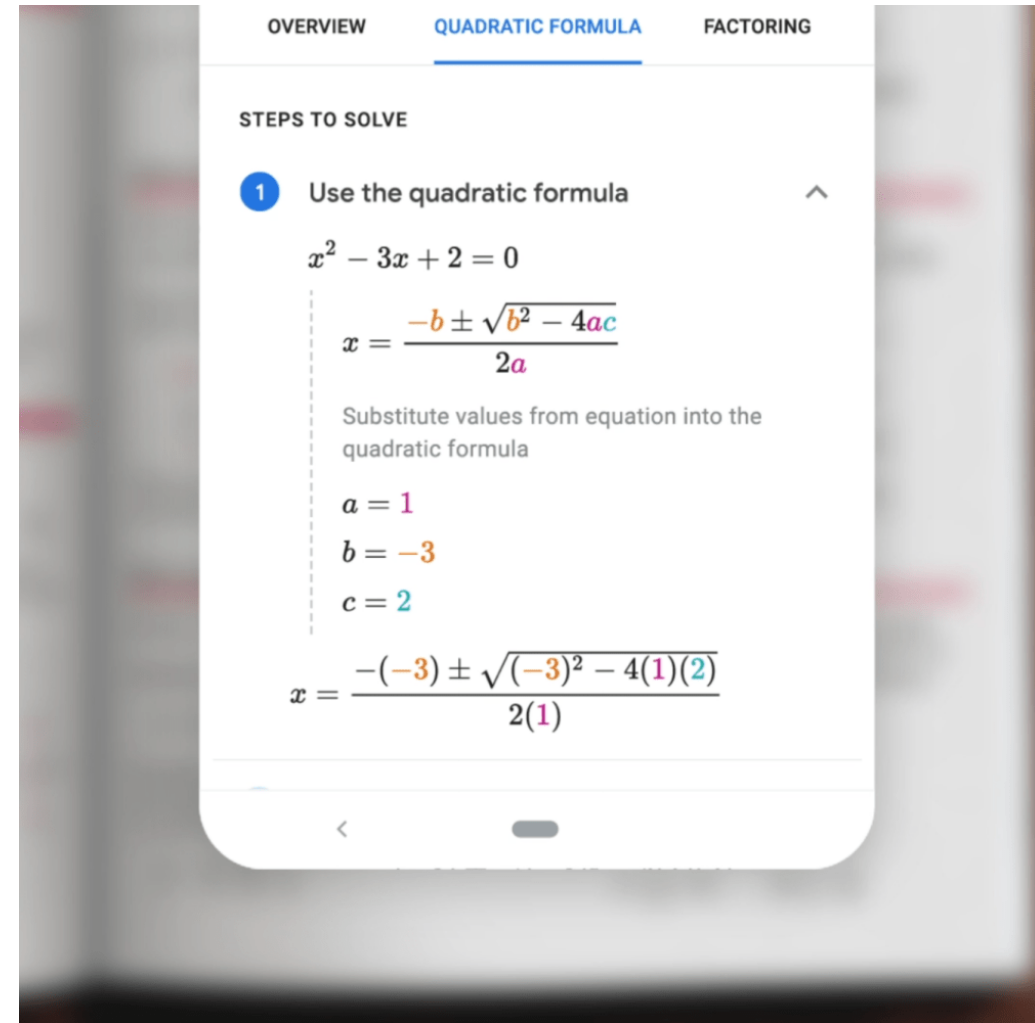 OVERVIEW QUADRATIC FORMULA FACTORING
STEPS TO SOLVE
1 Use the quadratic formula
x² − 3x + 2 = 0
x = (−b ± √(b² − 4ac)) / 2a
Substitute values from equation into the
quadratic formula
a = 1
b = −3
c = 2
x = (−(−3) ± √((−3)² − 4(1)(2))) / 2(1)